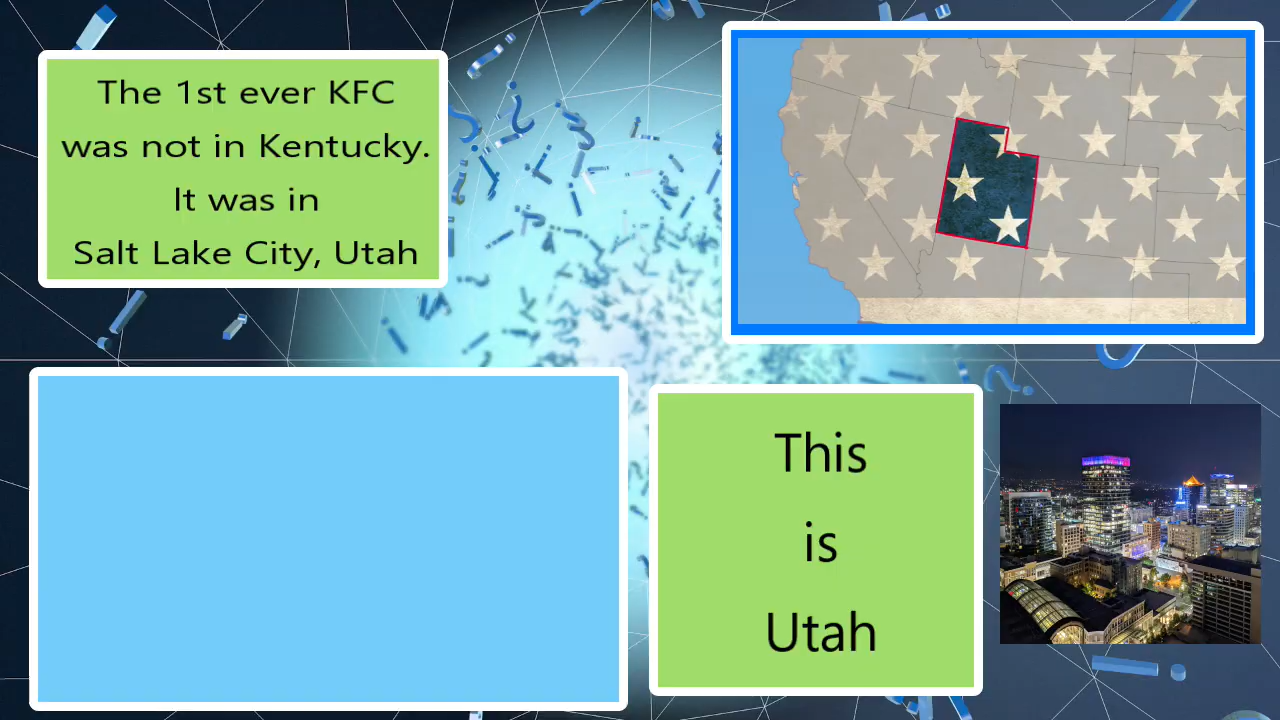 The 1st ever KFC
was not in Kentucky.
It was in
Salt Lake City, Utah
This
is
Utah